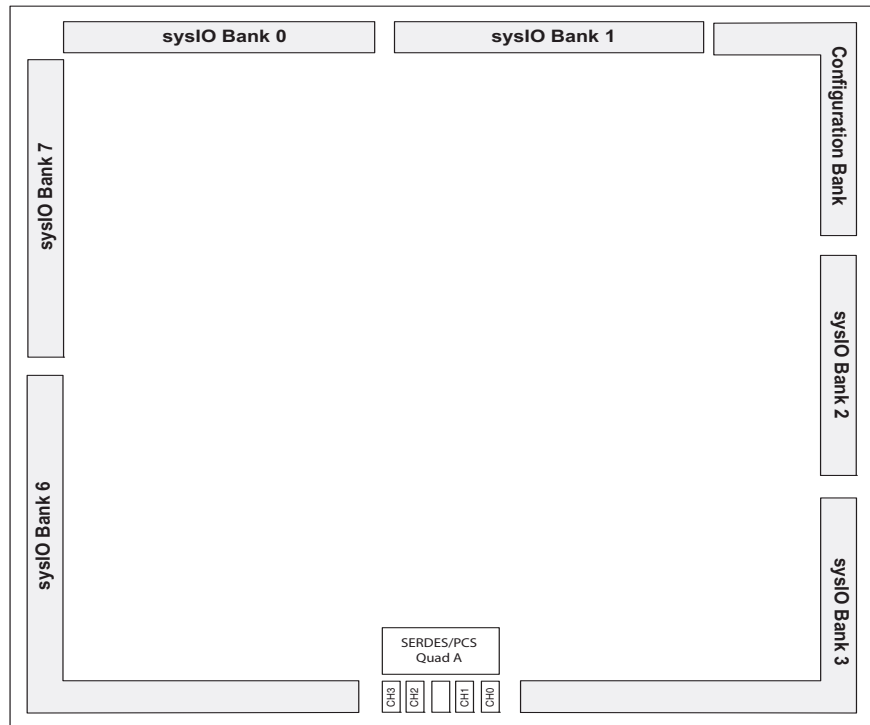 sysIO Bank 0
sysIO Bank 1
Configuration Bank
sysIO Bank 7
sysIO Bank 2
sysIO Bank 6
sysIO Bank 3
SERDES/PCS
Quad A
CH3
CH2
CH1
CH0